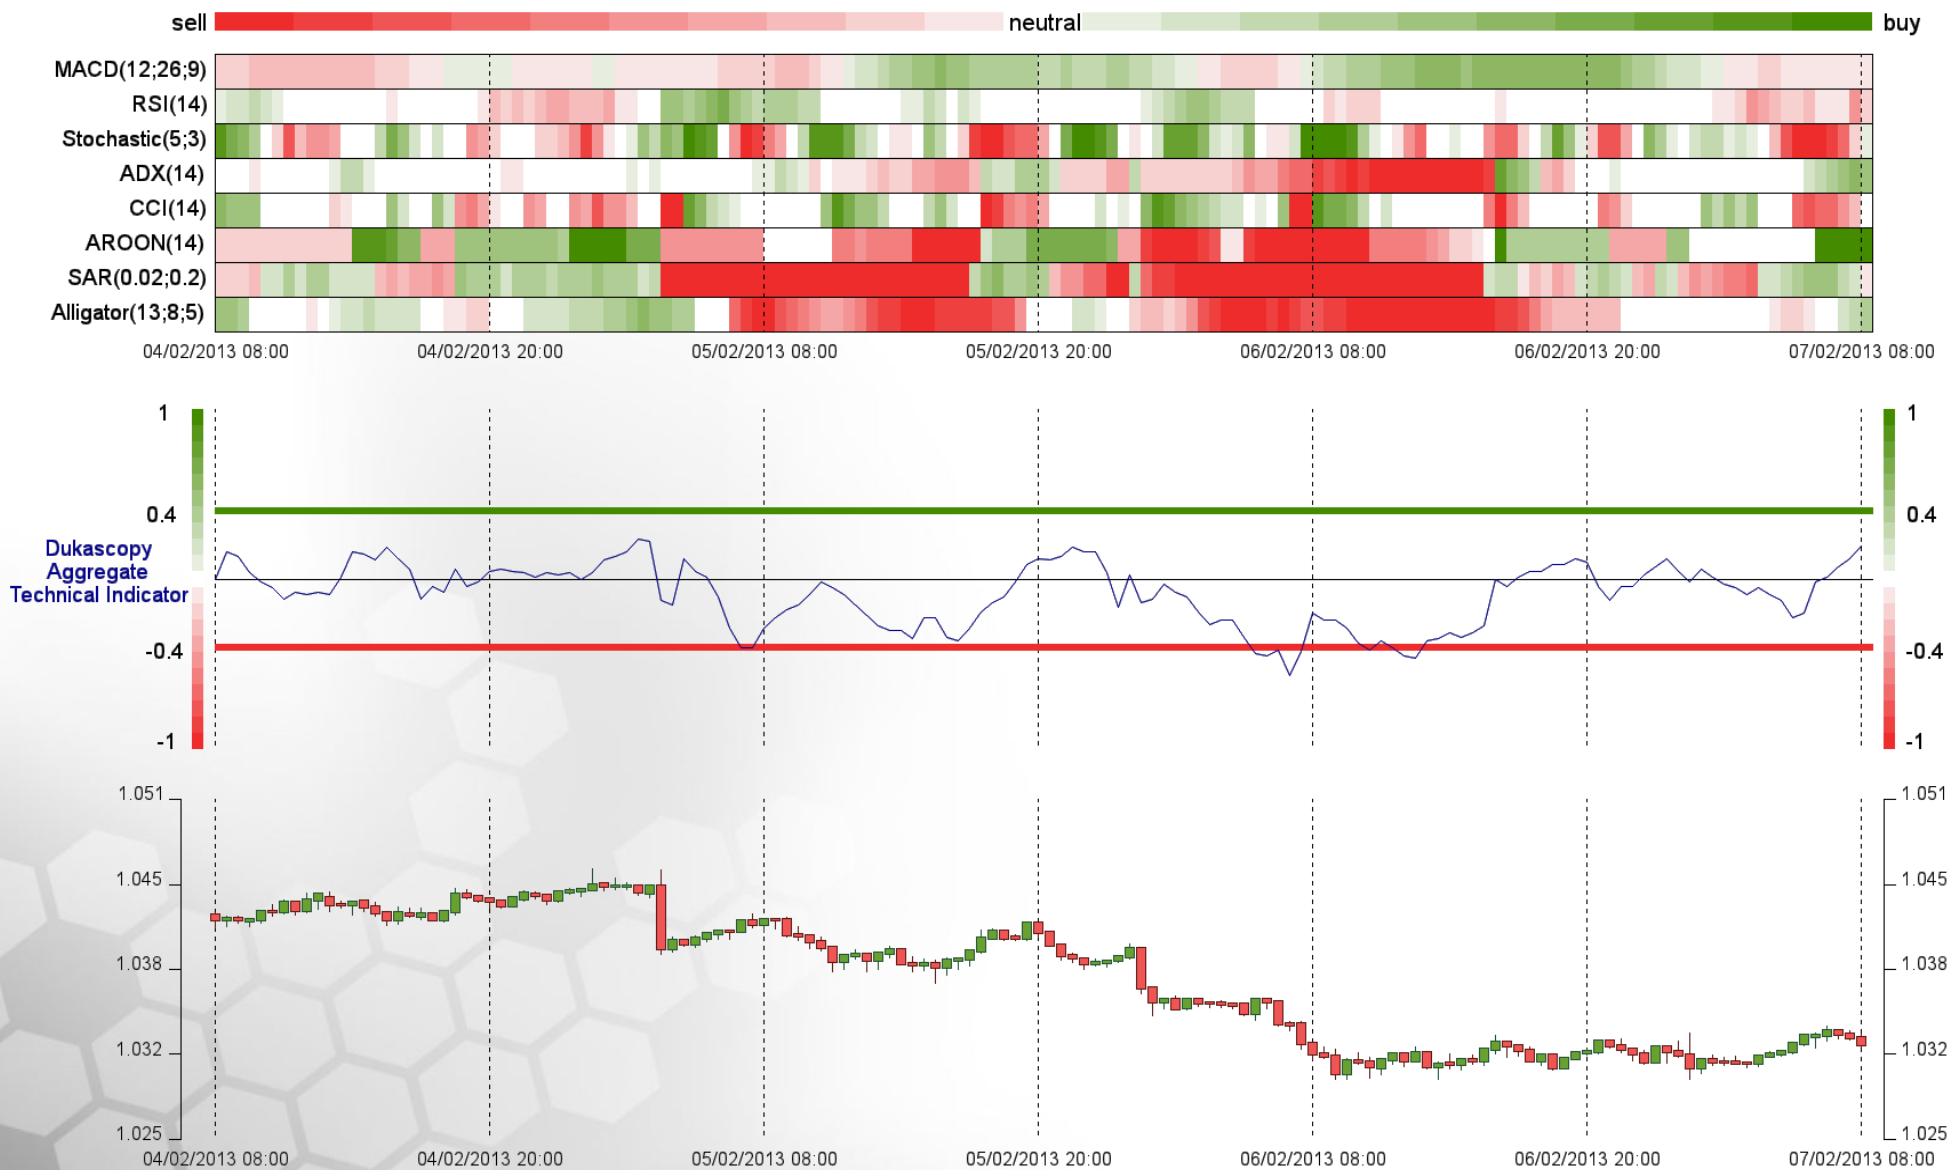 sell neutral buy
MACD(12;26;9)
RSI(14)
Stochastic(5;3)
ADX(14)
CCI(14)
AROON(14)
SAR(0.02;0.2)
Alligator(13;8;5)
04/02/2013 08:00 04/02/2013 20:00 05/02/2013 08:00 05/02/2013 20:00 06/02/2013 08:00 06/02/2013 20:00 07/02/2013 08:00
1 1
0.4 0.4
Dukascopy
Aggregate
Technical Indicator
-0.4 -0.4
-1 -1
1.051 1.051
1.045 1.045
1.038 1.038
1.032 1.032
1.025 1.025
04/02/2013 08:00 04/02/2013 20:00 05/02/2013 08:00 05/02/2013 20:00 06/02/2013 08:00 06/02/2013 20:00 07/02/2013 08:00